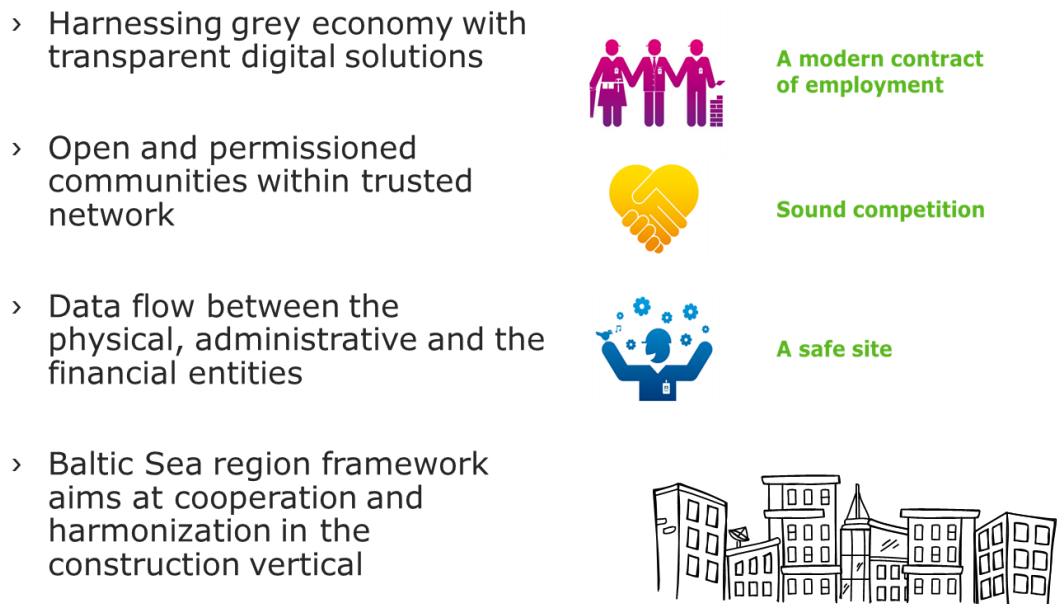 › Harnessing grey economy with
transparent digital solutions
› Open and permissioned
communities within trusted
network
› Data flow between the
physical, administrative and the
financial entities
› Baltic Sea region framework
aims at cooperation and
harmonization in the
construction vertical
A modern contract
of employment
Sound competition
A safe site